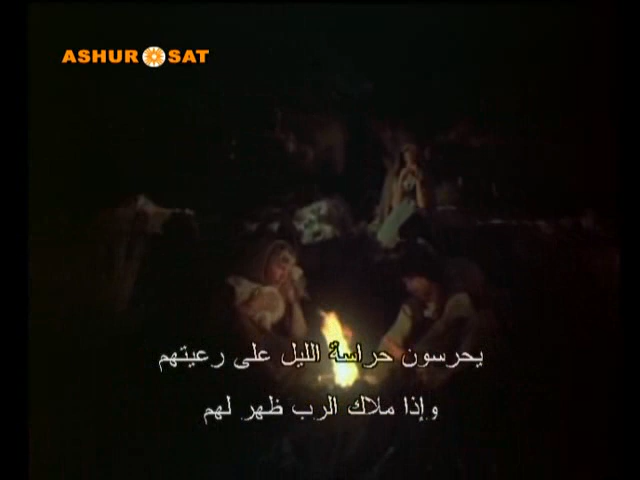 ASHUR SAT
يحرسون حراسة الليل على رعيتهم
وإذا ملاك الرب ظهر لهم